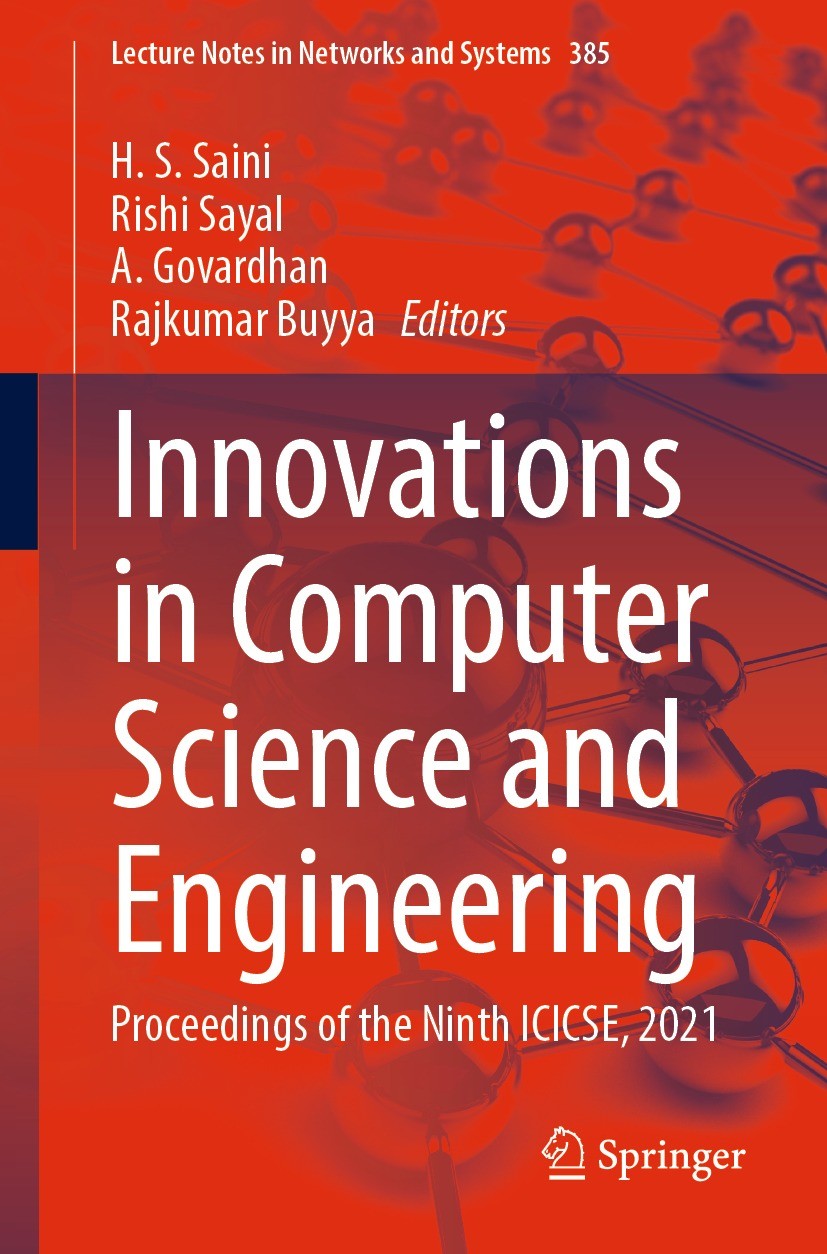 Lecture Notes in Networks and Systems 385
H. S. Saini
Rishi Sayal
A. Govardhan
Rajkumar Buyya Editors
Innovations
in Computer
Science and
Engineering
Proceedings of the Ninth ICICSE, 2021
Springer